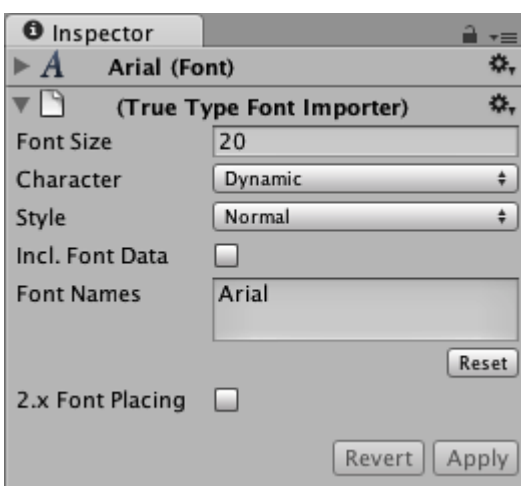 Inspector
Arial (Font)
(True Type Font Importer)
Font Size 20
Character Dynamic
Style Normal
Incl. Font Data
Font Names Arial
Reset
2.x Font Placing
Revert Apply